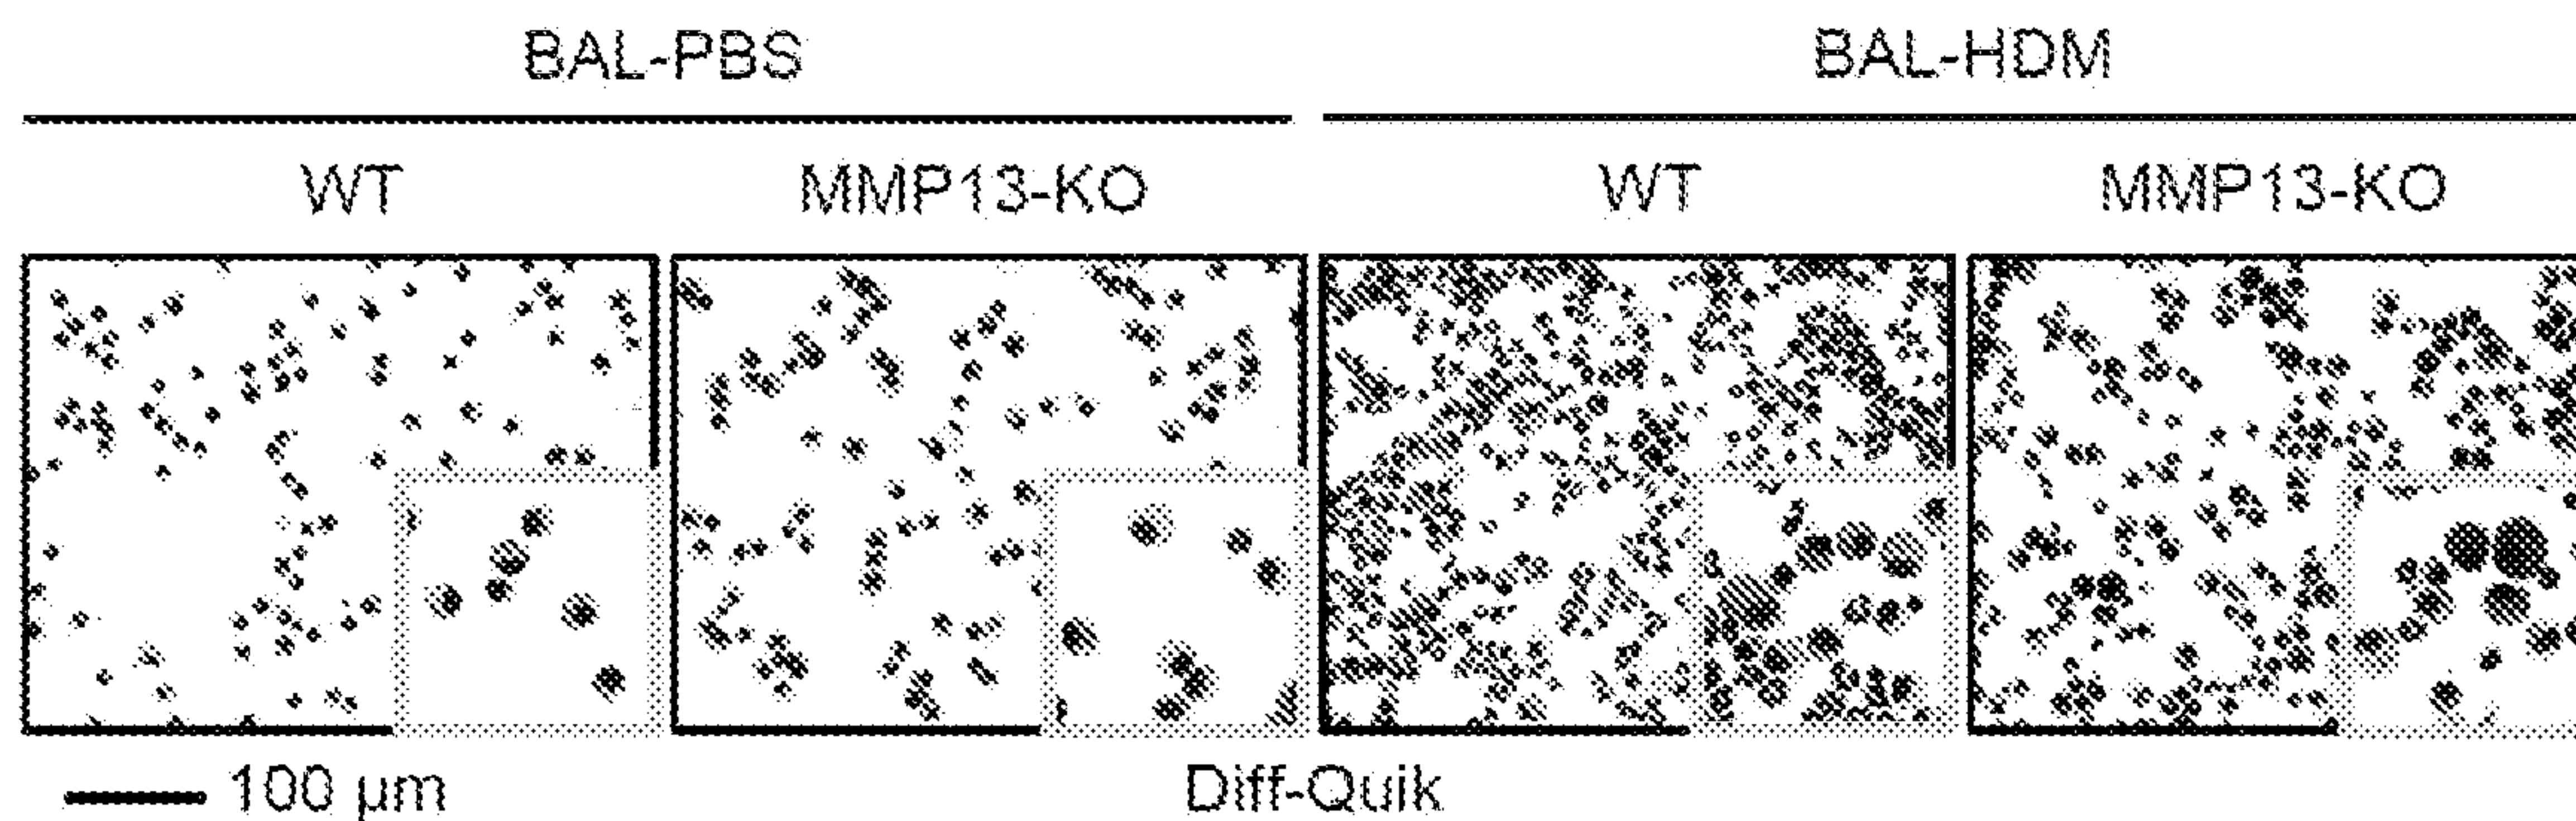 BAL-PBS BAL-HDM
WT MMP13-KO WT MMP13-KO
100 μm Diff-Quik